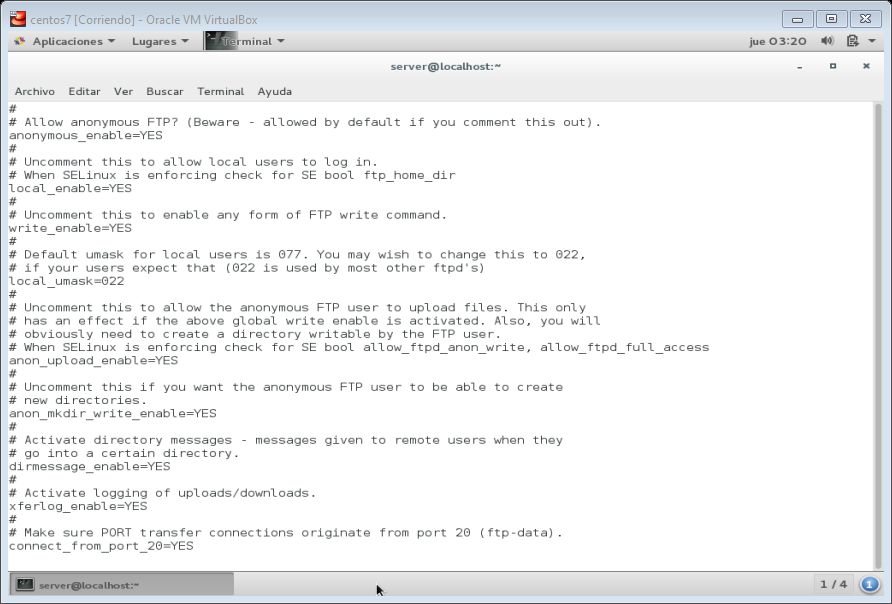 centos7 [Corriendo] - Oracle VM VirtualBox
Aplicaciones Lugares Terminal jue 03:20
server@localhost:~
Archivo Editar Ver Buscar Terminal Ayuda
#
# Allow anonymous FTP? (Beware - allowed by default if you comment this out).
anonymous_enable=YES
#
# Uncomment this to allow local users to log in.
# When SELinux is enforcing check for SE bool ftp_home_dir
local_enable=YES
#
# Uncomment this to enable any form of FTP write command.
write_enable=YES
#
# Default umask for local users is 077. You may wish to change this to 022,
# if your users expect that (022 is used by most other ftpd's)
local_umask=022
#
# Uncomment this to allow the anonymous FTP user to upload files. This only
# has an effect if the above global write enable is activated. Also, you will
# obviously need to create a directory writable by the FTP user.
# When SELinux is enforcing check for SE bool allow_ftpd_anon_write, allow_ftpd_full_access
anon_upload_enable=YES
#
# Uncomment this if you want the anonymous FTP user to be able to create
# new directories.
anon_mkdir_write_enable=YES
#
# Activate directory messages - messages given to remote users when they
# go into a certain directory.
dirmessage_enable=YES
#
# Activate logging of uploads/downloads.
xferlog_enable=YES
#
# Make sure PORT transfer connections originate from port 20 (ftp-data).
connect_from_port_20=YES
server@localhost:~ 1 / 4 1